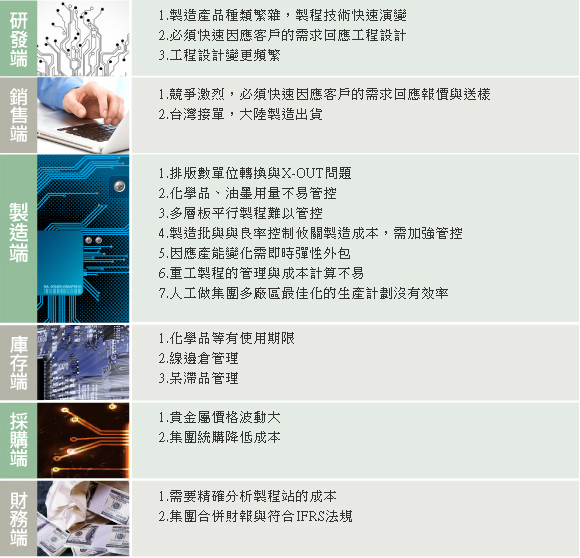 研發端
1.製造產品種類繁雜，製程技術快速演變
2.必須快速因應客戶的需求回應工程設計
3.工程設計變更頻繁
銷售端
1.競爭激烈，必須快速因應客戶的需求回應報價與送樣
2.台灣接單，大陸製造出貨
製造端
1.排版數單位轉換與X-OUT問題
2.化學品、油墨用量不易管控
3.多層板平行製程難以管控
4.製造批與與良率控制攸關製造成本，需加強管控
5.因應產能變化需即時彈性外包
6.重工製程的管理與成本計算不易
7.人工做集團多廠區最佳化的生產計劃沒有效率
庫存端
1.化學品等有使用期限
2.線邊倉管理
3.呆滯品管理
採購端
1.貴金屬價格波動大
2.集團統購降低成本
財務端
1.需要精確分析製程站的成本
2.集團合併財報與符合IFRS法規